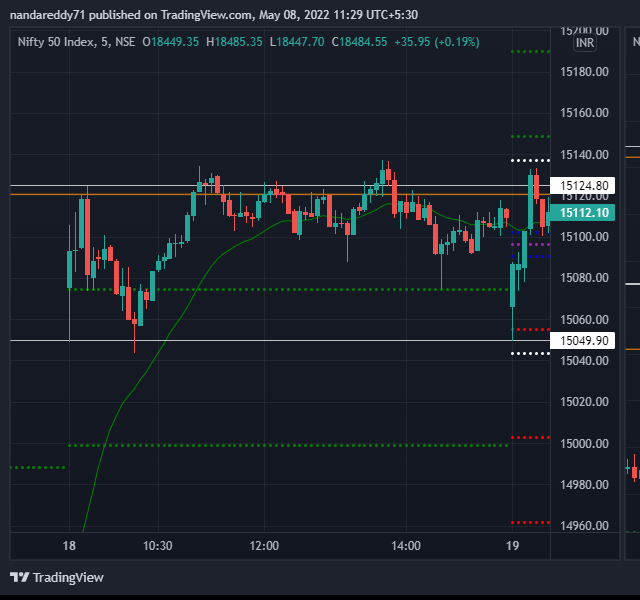 nandareddy71 published on TradingView.com, May 08, 2022 11:29 UTC+5:30
Nifty 50 Index, 5, NSE O18449.35 H18485.35 L18447.70 C18484.55 +35.95 (+0.19%)
15200.00
INR
N
15180.00
15160.00
15140.00
15124.80
15120.00
15112.10
15100.00
15080.00
15060.00
15049.90
15040.00
15020.00
15000.00
14980.00
14960.00
18 10:30 12:00 14:00 19
TradingView